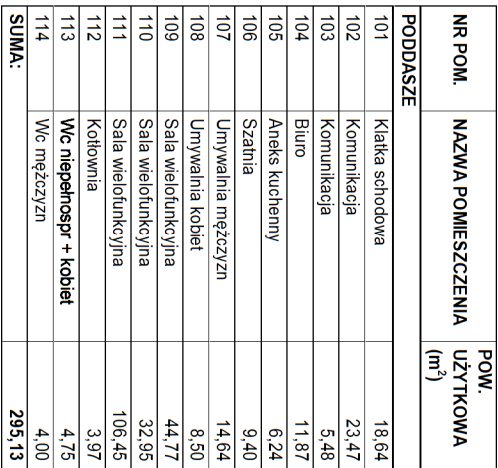 NR POM. NAZWA POMIESZCZENIA POW. UŻYTKOWA (m²)
PODDASZE
101 Klatka schodowa 18,64
102 Komunikacja 23,47
103 Komunikacja 5,48
104 Biuro 11,87
105 Aneks kuchenny 6,24
106 Szatnia 9,40
107 Umywalnia mężczyzn 14,64
108 Umywalnia kobiet 8,50
109 Sala wielofunkcyjna 44,77
110 Sala wielofunkcyjna 32,95
111 Sala wielofunkcyjna 106,45
112 Kotłownia 3,97
113 Wc niepełnospr + kobiet 4,75
114 Wc mężczyzn 4,00
SUMA: 295,13